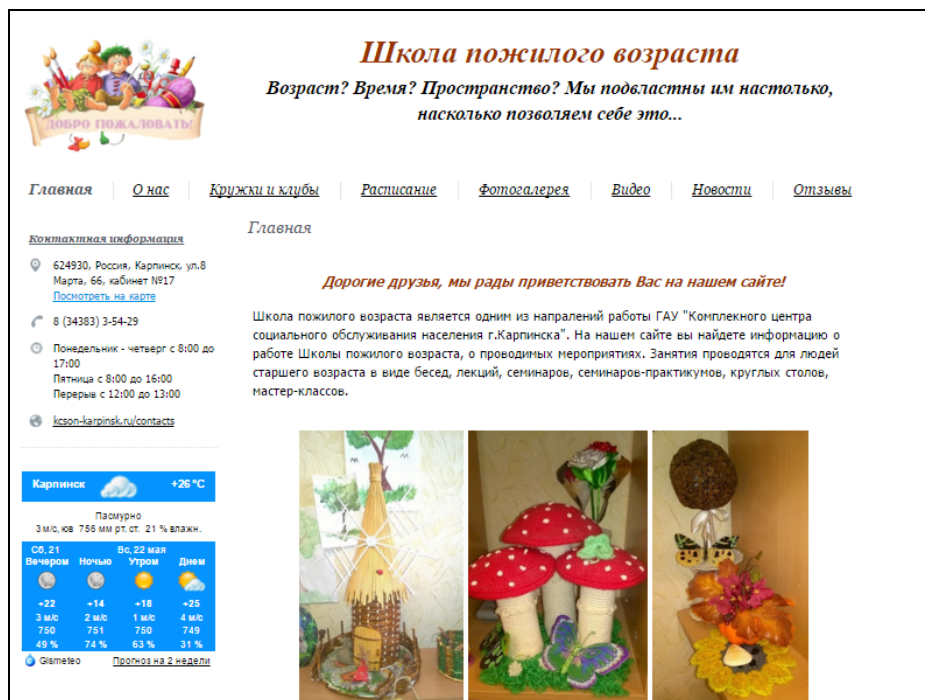 ДОБРО ПОЖАЛОВАТЬ!
Школа пожилого возраста
Возраст? Время? Пространство? Мы подвластны им настолько,
насколько позволяем себе это...
Главная О нас Кружки и клубы Расписание Фотогалерея Видео Новости Отзывы
Контактная информация
624930, Россия, Карпинск, ул.8
Марта, 66, кабинет №17
Посмотреть на карте
8 (34383) 3-54-29
Понедельник - четверг с 8:00 до
17:00
Пятница с 8:00 до 16:00
Перерыв с 12:00 до 13:00
kcson-karpinsk.ru/contacts
Карпинск +26 °C
Пасмурно
3 м/с, юв 756 мм рт. ст. 21 % влажн.
Сб, 21 Вс, 22 мая
Вечером Ночью Утром Днем
+22 +14 +18 +25
3 м/с 2 м/с 1 м/с 4 м/с
750 751 750 749
49 % 74 % 63 % 31 %
Gismeteo Прогноз на 2 недели
Главная
Дорогие друзья, мы рады приветствовать Вас на нашем сайте!
Школа пожилого возраста является одним из напралений работы ГАУ "Комплекного центра
социального обслуживания населения г.Карпинска". На нашем сайте вы найдете информацию о
работе Школы пожилого возраста, о проводимых мероприятиях. Занятия проводятся для людей
старшего возраста в виде бесед, лекций, семинаров, семинаров-практикумов, круглых столов,
мастер-классов.